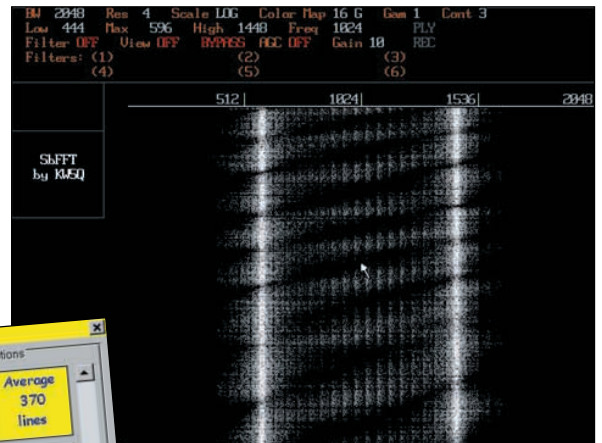 BW 2048 Res 4 Scale LOG Color Map 16 G Gam 1 Cont 3
Low 444 Max 596 High 1448 Freq 1024 PLY
Filter OFF View OFF BYPASS AGC OFF Gain 10 REC
Filters: (1) (2) (3)
(4) (5) (6)
512 1024 1536 2048
SbFFT
by KW5Q
tions
Average
370
lines